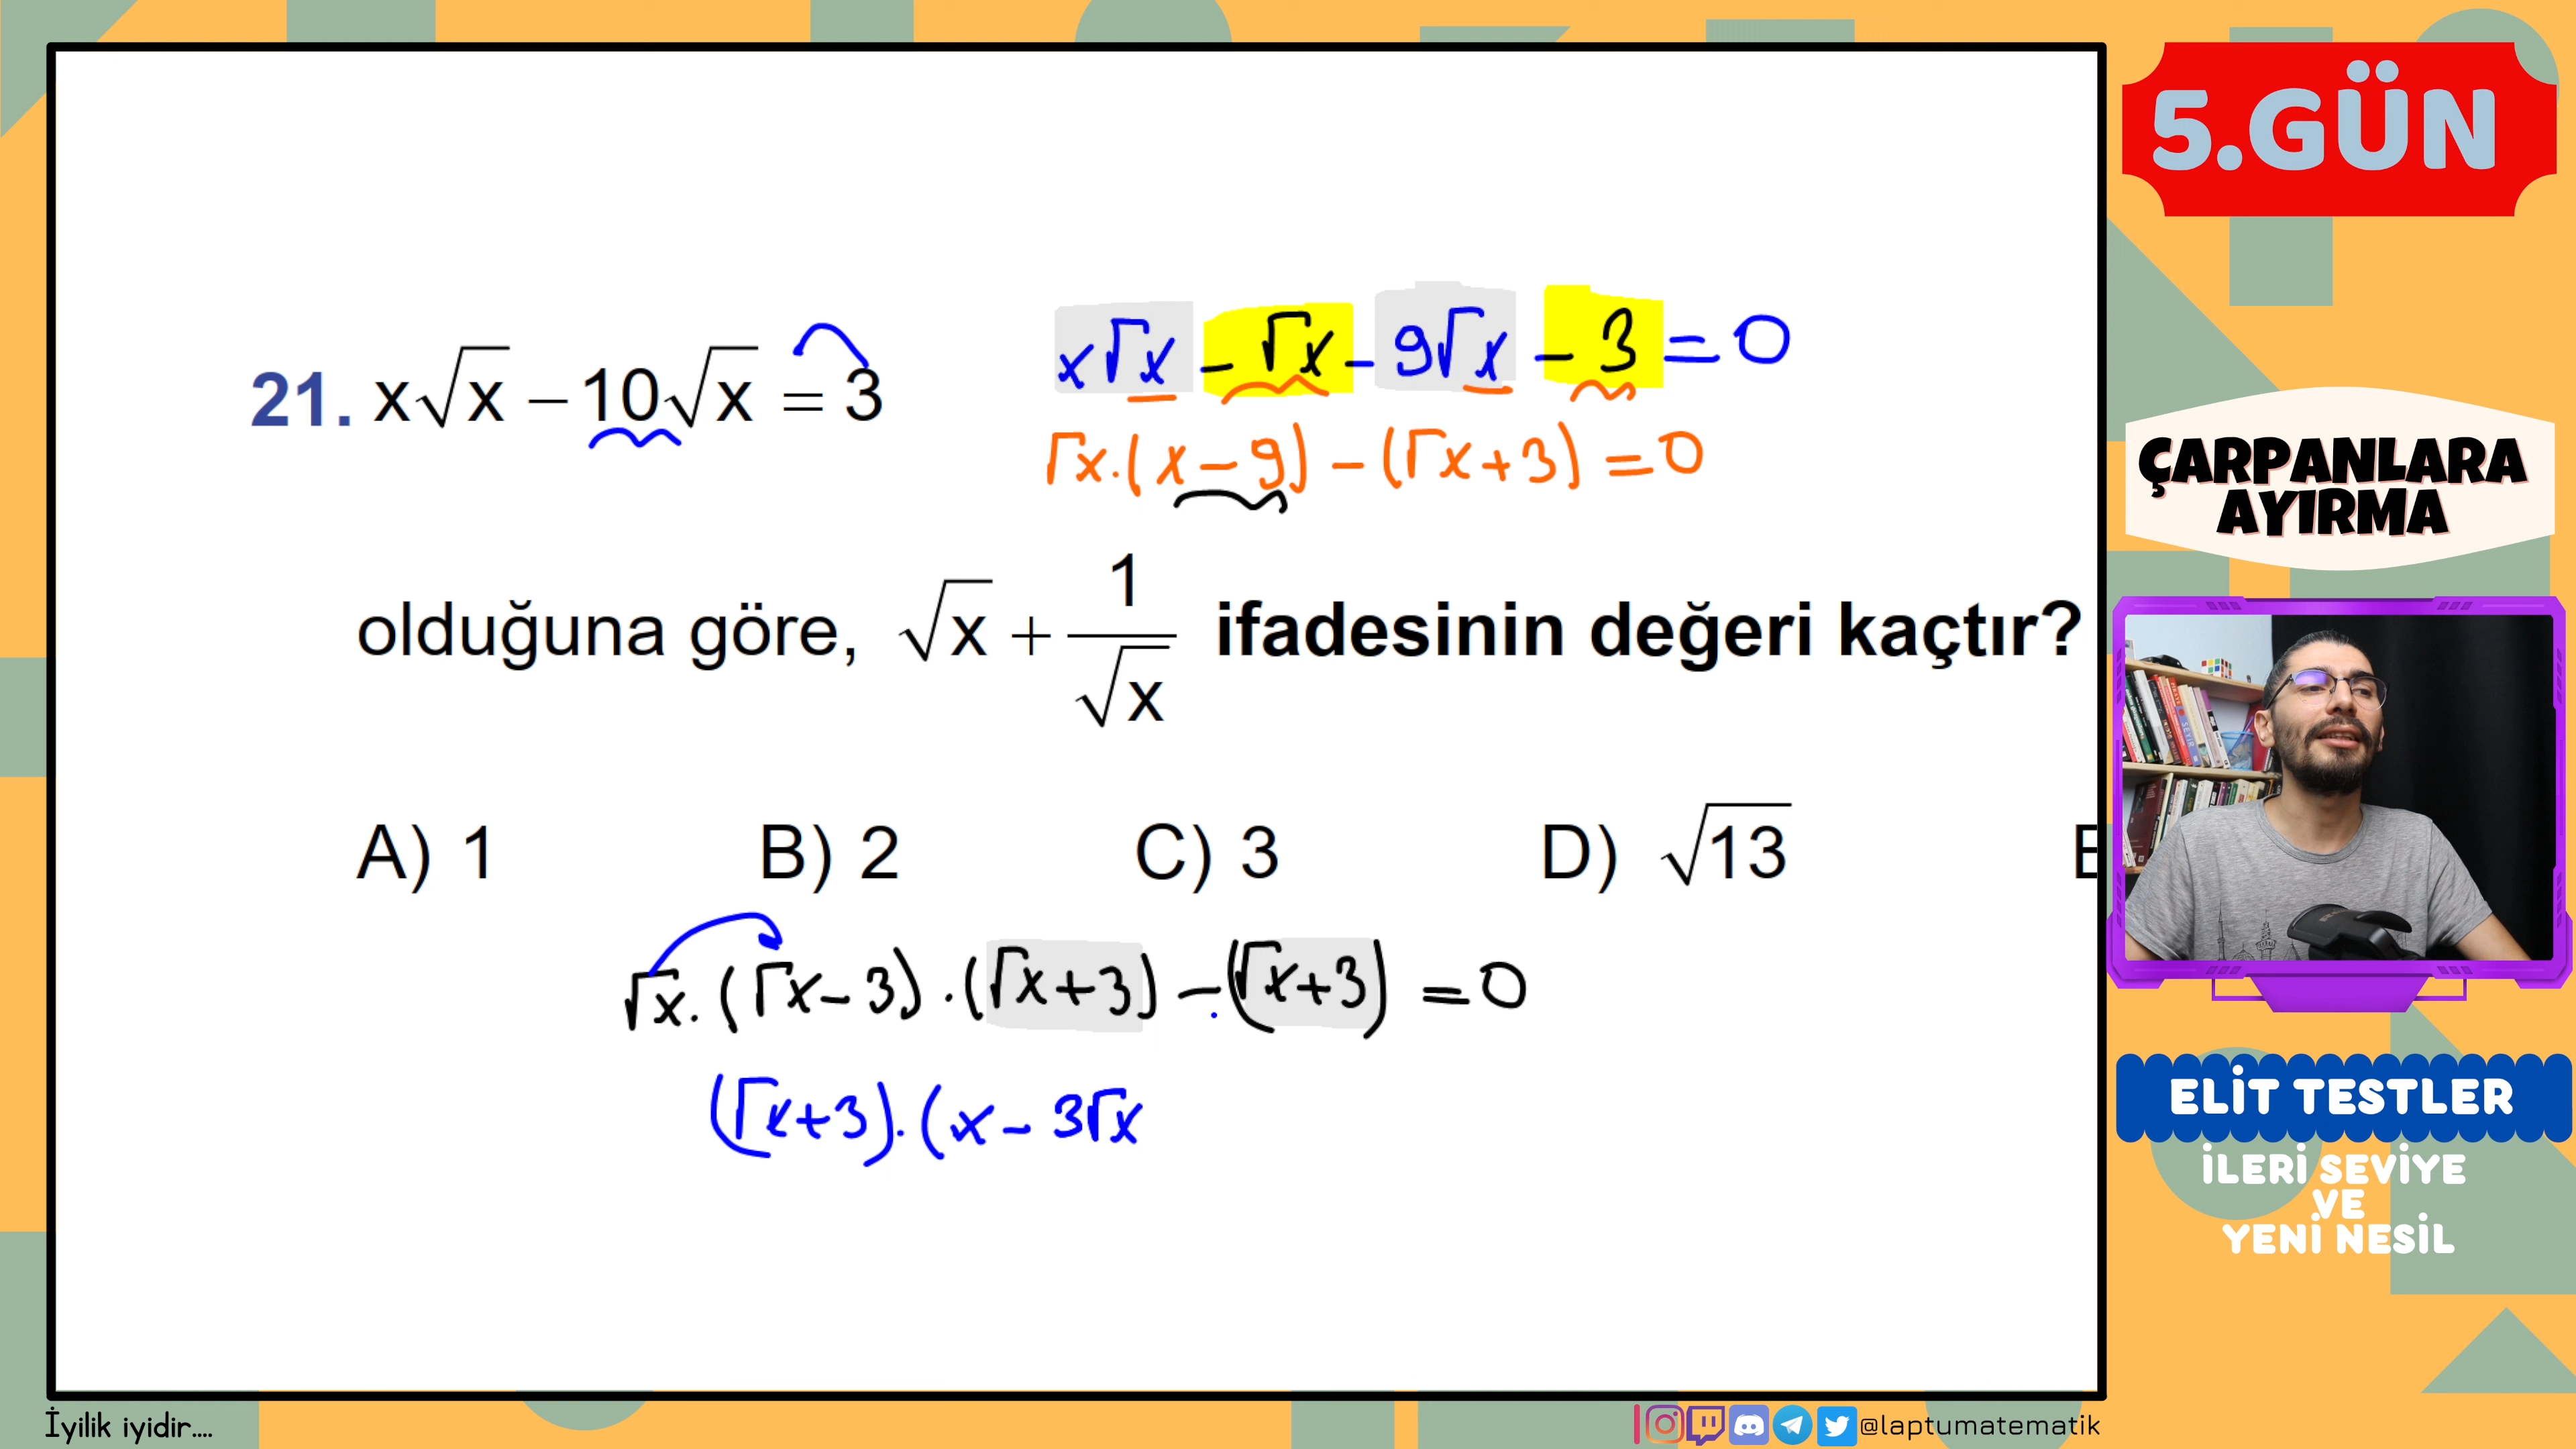 5.GÜN
21. x√x − 10√x = 3
x√x − √x − 9√x − 3 = 0
√x.(x − 9) − (√x + 3) = 0
olduğuna göre, √x + 1/√x ifadesinin değeri kaçtır?
A) 1 B) 2 C) 3 D) √13
√x.(√x − 3).(√x + 3) − (√x + 3) = 0
(√x + 3).(x − 3√x
ÇARPANLARA
AYIRMA
ELİT TESTLER
İLERİ SEVİYE
VE
YENİ NESİL
İyilik iyidir....
@laptumatematik